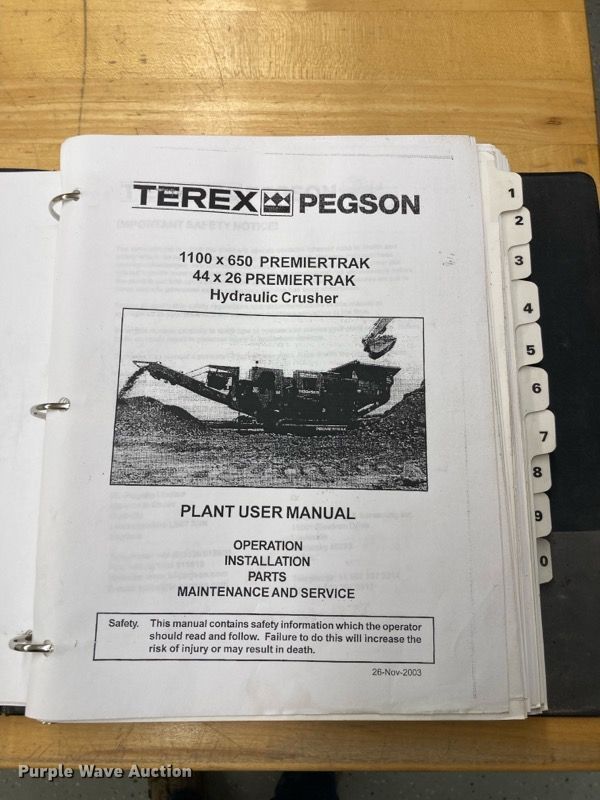 TEREX PEGSON
1100 x 650 PREMIERTRAK
44 x 26 PREMIERTRAK
Hydraulic Crusher
PLANT USER MANUAL
OPERATION
INSTALLATION
PARTS
MAINTENANCE AND SERVICE
Safety. This manual contains safety information which the operator
should read and follow. Failure to do this will increase the
risk of injury or may result in death.
26-Nov-2003
1
2
3
4
5
6
7
8
9
0
Purple Wave Auction